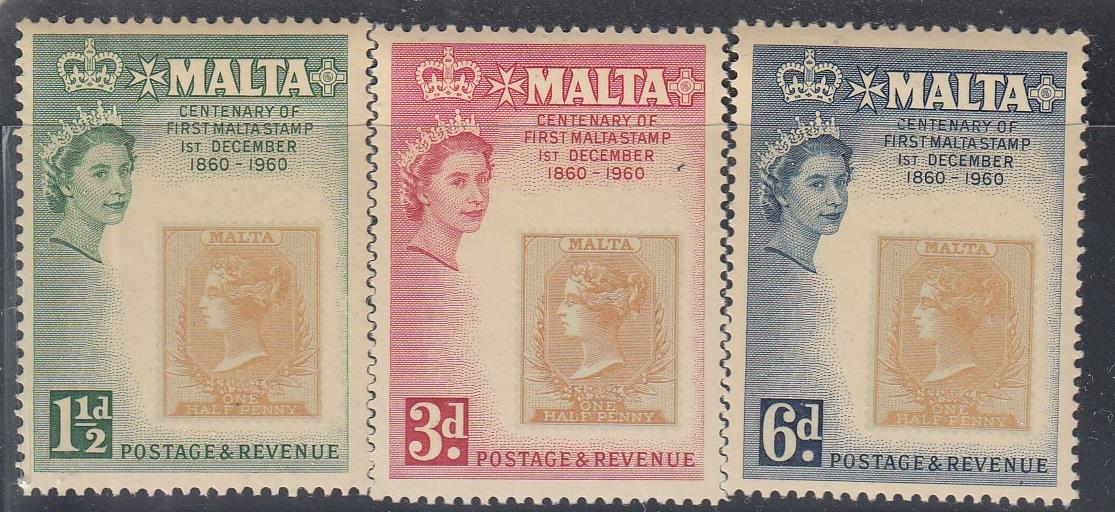 MALTA
CENTENARY OF
FIRST MALTA STAMP
1ST DECEMBER
1860 - 1960
MALTA
ONE
HALF PENNY
1½d
POSTAGE & REVENUE
MALTA
CENTENARY OF
FIRST MALTA STAMP
1ST DECEMBER
1860 - 1960
MALTA
ONE
HALF PENNY
3d.
POSTAGE & REVENUE
MALTA
CENTENARY OF
FIRST MALTA STAMP
1ST DECEMBER
1860 - 1960
MALTA
ONE
HALF PENNY
6d.
POSTAGE & REVENUE